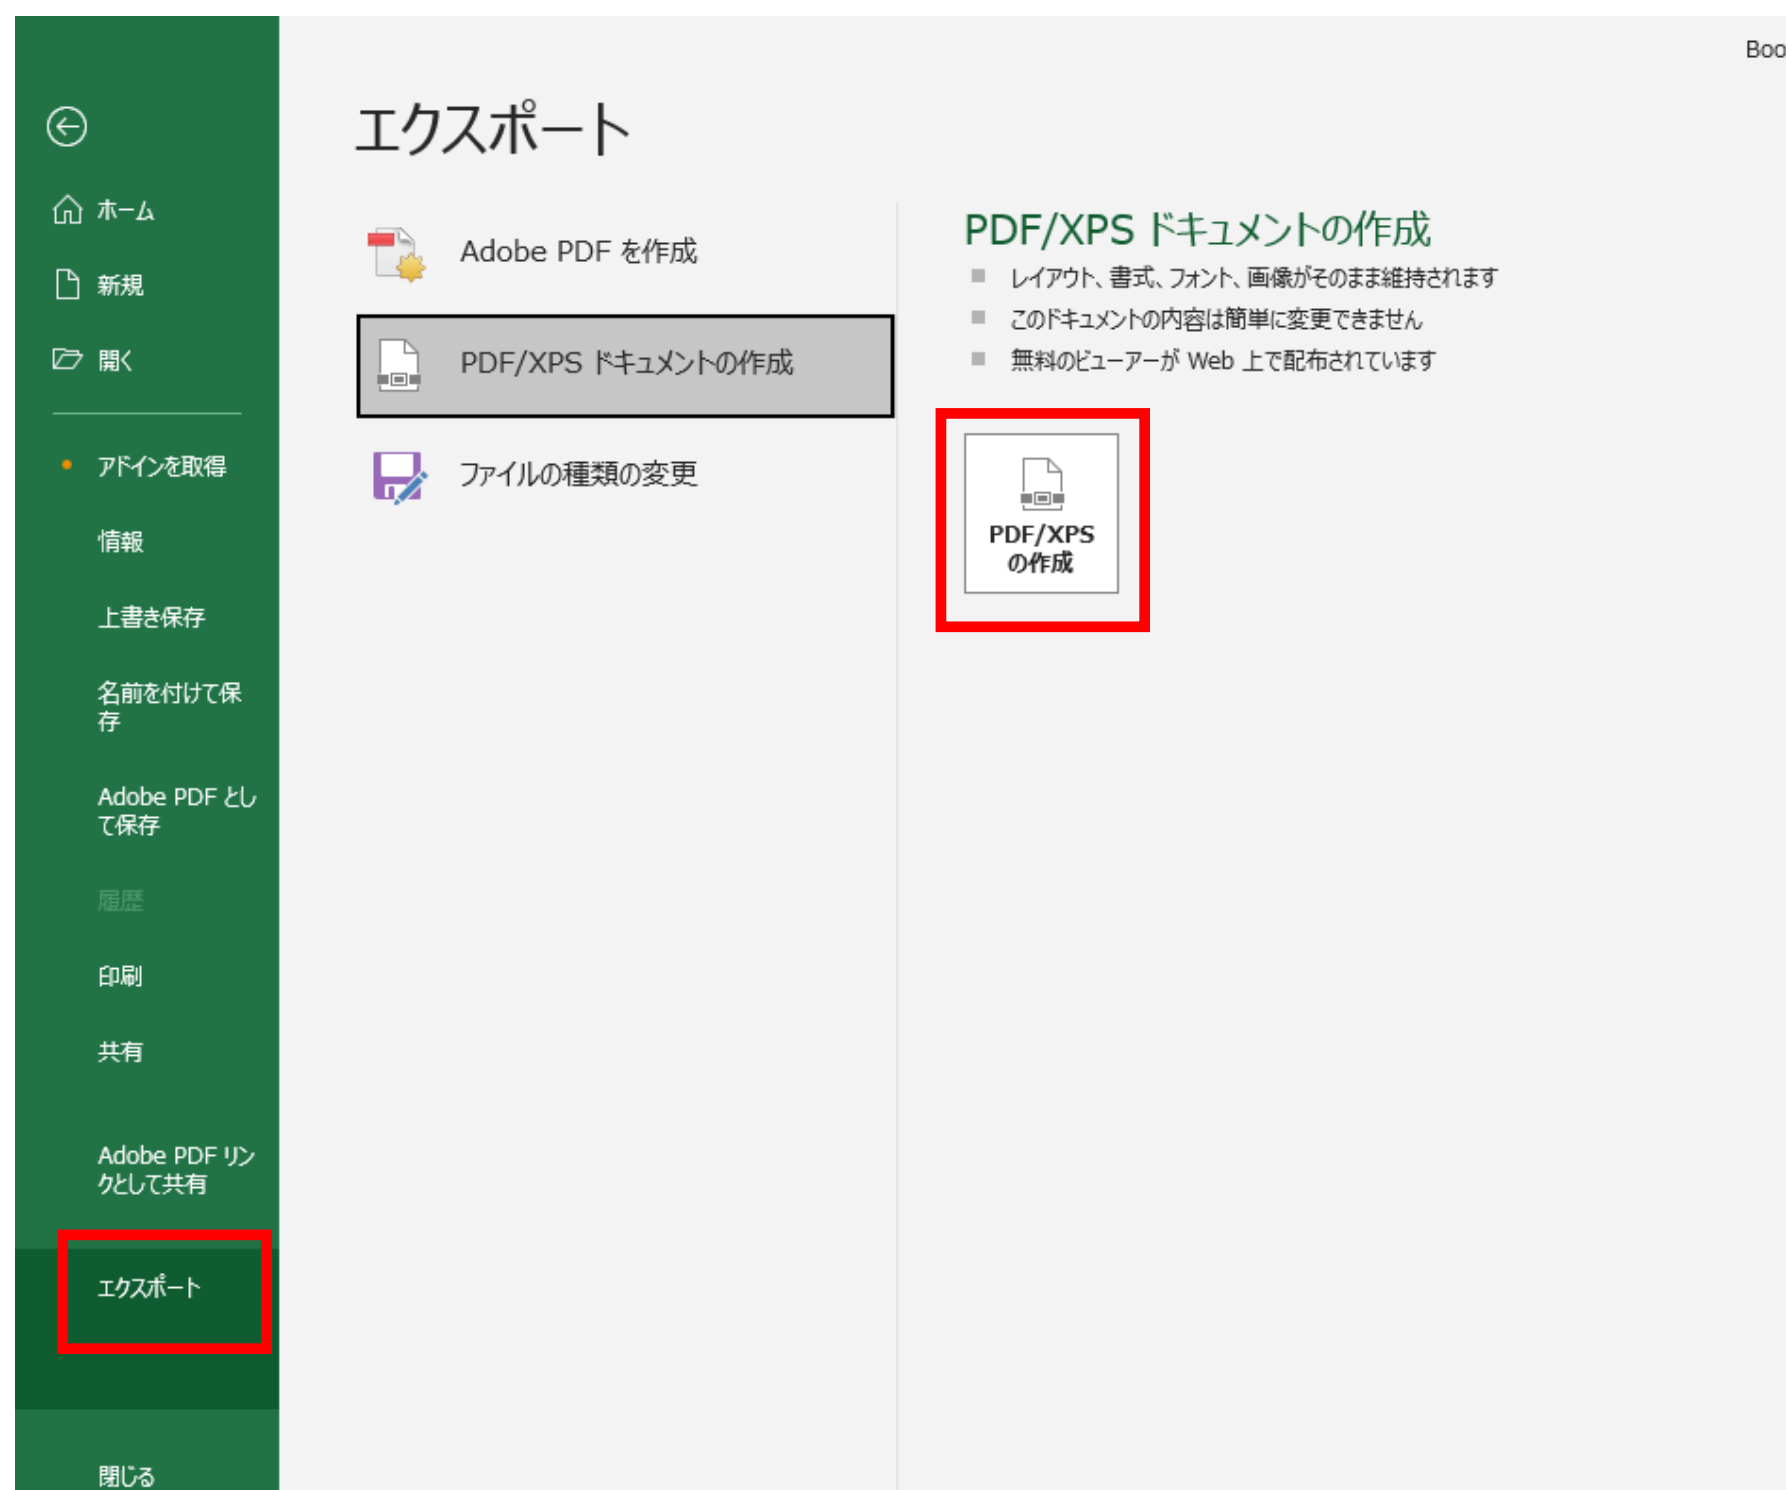 Boo
エクスポート
ホーム
新規
開く
アドインを取得
情報
上書き保存
名前を付けて保
存
Adobe PDF とし
て保存
履歴
印刷
共有
Adobe PDF リン
クとして共有
エクスポート
閉じる
Adobe PDF を作成
PDF/XPS ドキュメントの作成
ファイルの種類の変更
PDF/XPS ドキュメントの作成
レイアウト、書式、フォント、画像がそのまま維持されます
このドキュメントの内容は簡単に変更できません
無料のビューアーが Web 上で配布されています
PDF/XPS
の作成